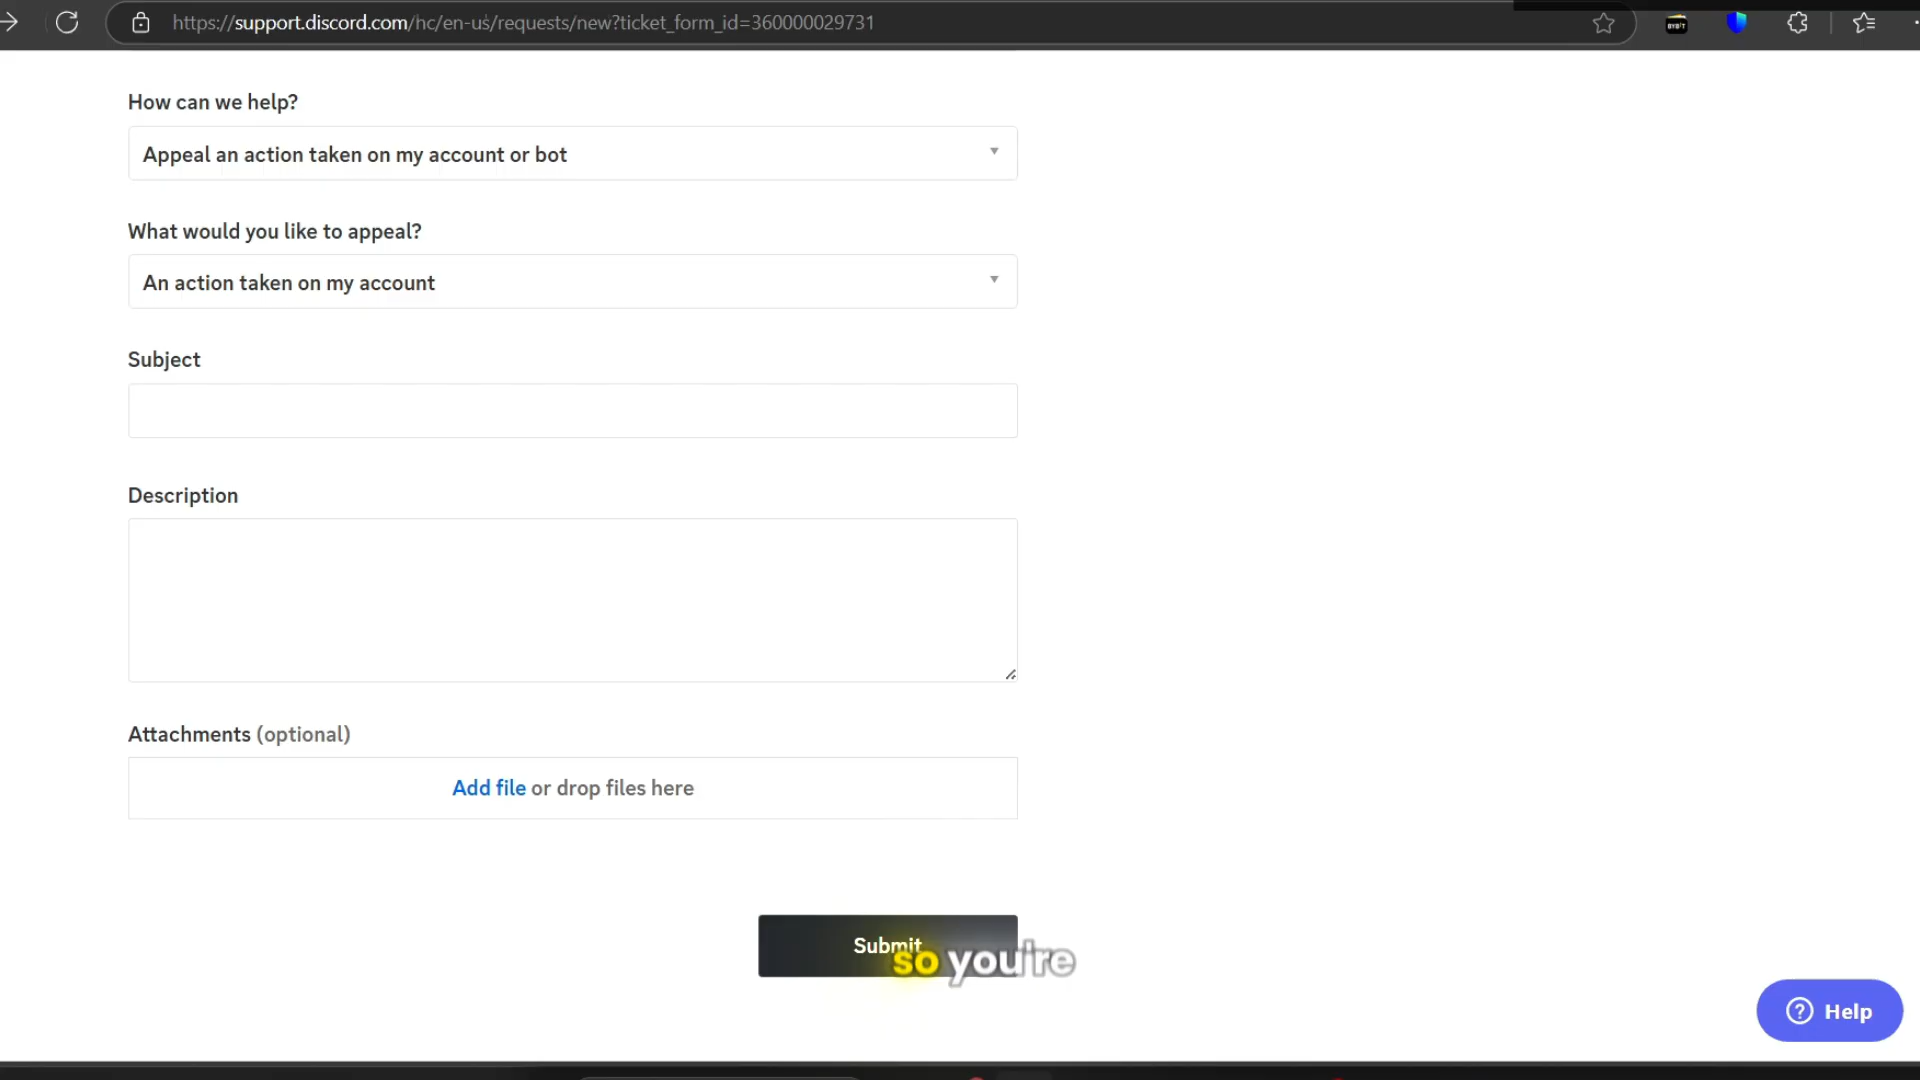 https://support.discord.com/hc/en-us/requests/new?ticket_form_id=360000029731
BYBIT
How can we help?
Appeal an action taken on my account or bot
What would you like to appeal?
An action taken on my account
Subject
Description
Attachments (optional)
Add file or drop files here
Submit
so you're
Help